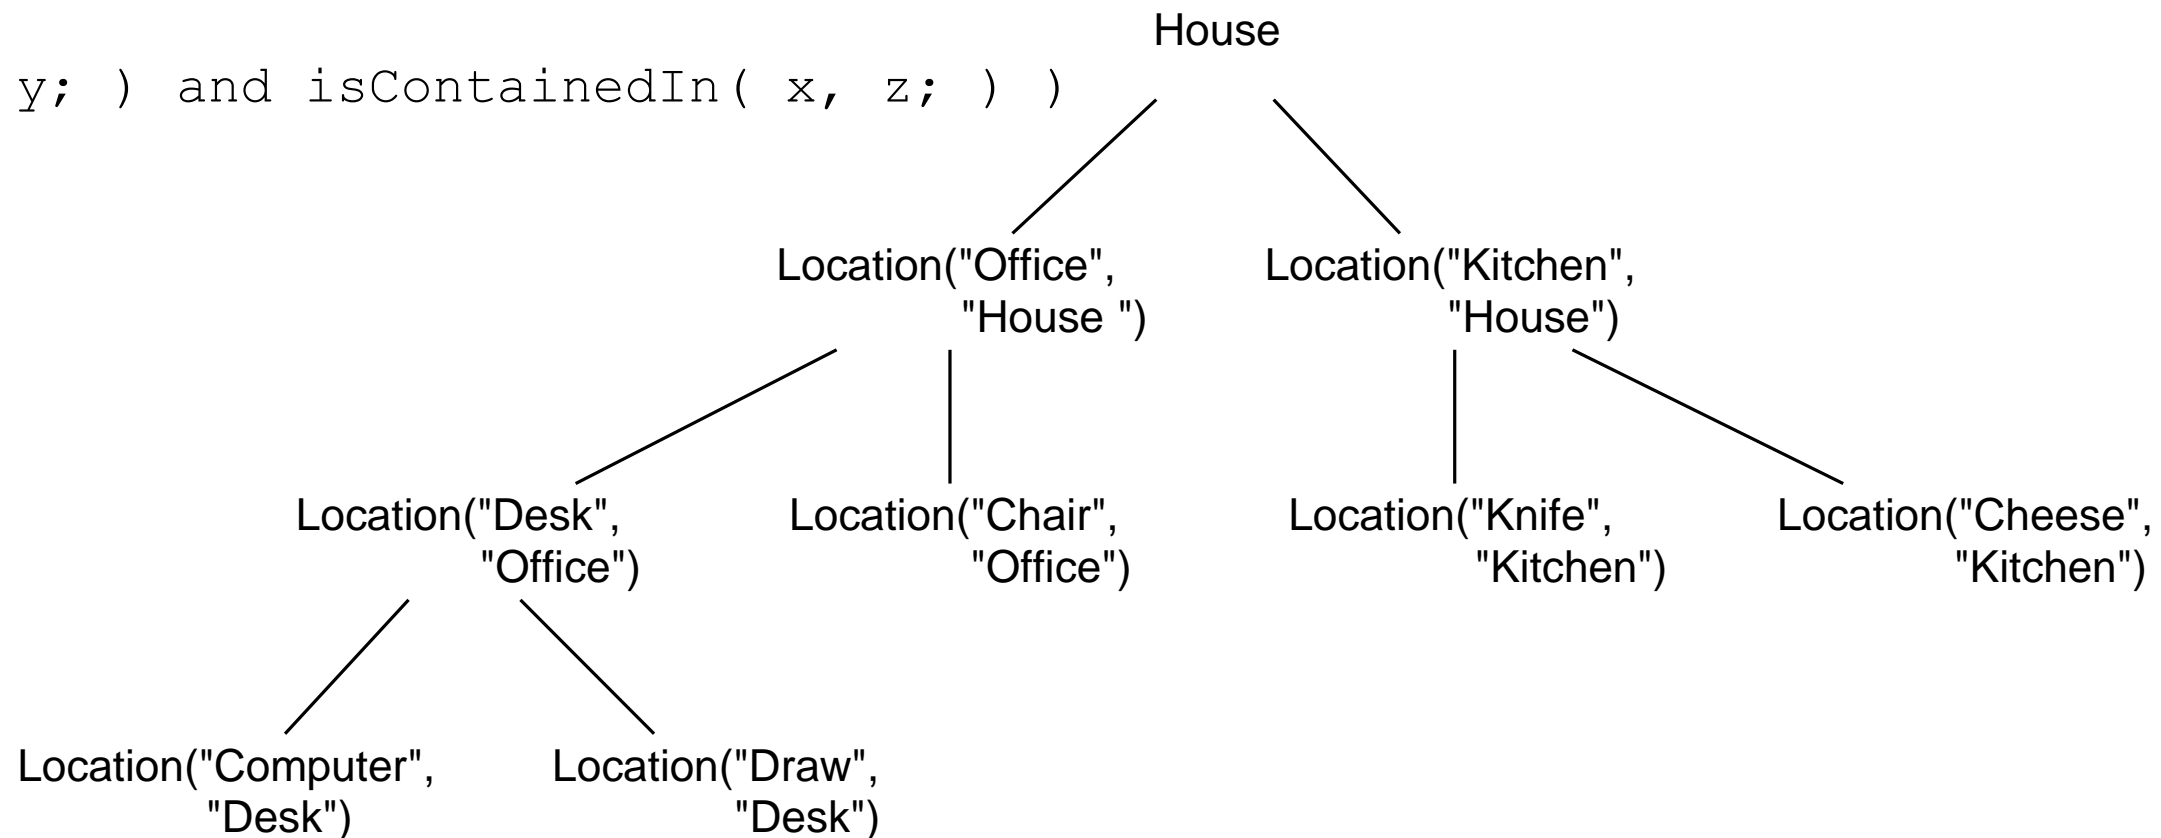 House
y; ) and isContainedIn( x, z; ) )
Location("Office",
"House ")
Location("Kitchen",
"House")
Location("Desk",
"Office")
Location("Chair",
"Office")
Location("Knife",
"Kitchen")
Location("Cheese",
"Kitchen")
Location("Computer",
"Desk")
Location("Draw",
"Desk")